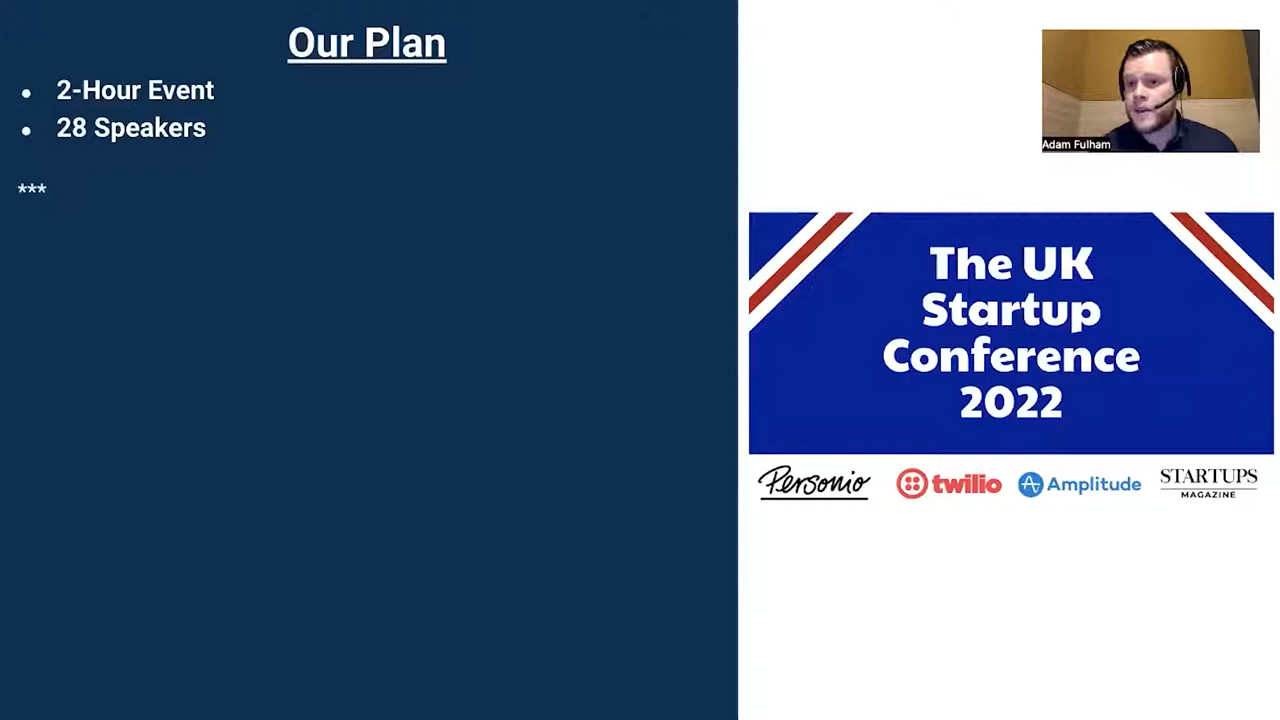 Our Plan
2-Hour Event
28 Speakers
***
Adam Fulham
The UK
Startup
Conference
2022
Personio
twilio
Amplitude
STARTUPS
MAGAZINE